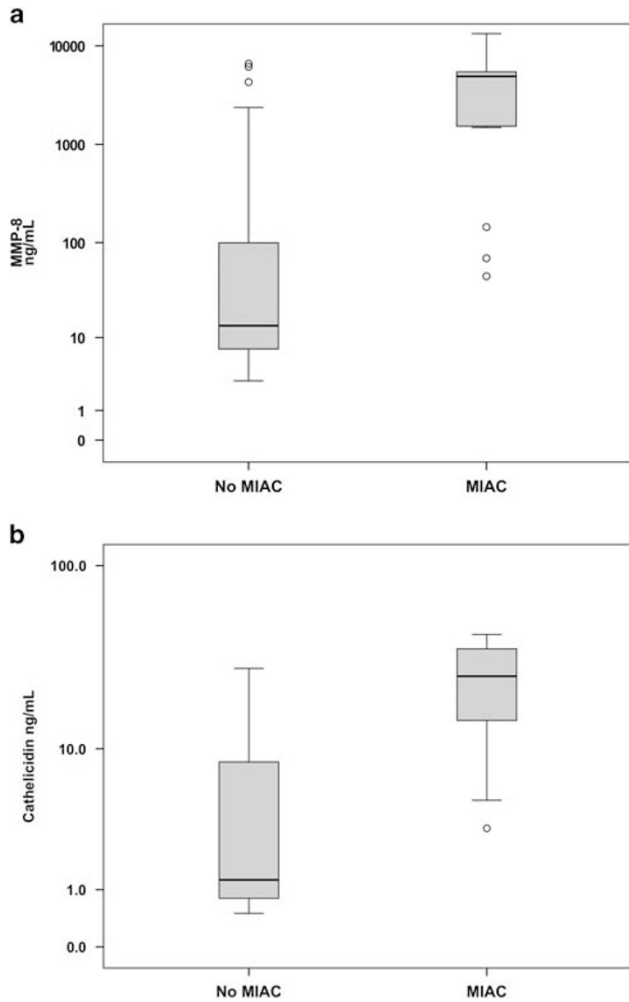 a
10000
1000
100
10
1
0
MMP-8
ng/mL
No MIAC MIAC
b
100.0
10.0
1.0
0.0
Cathelicidin ng/mL
No MIAC MIAC